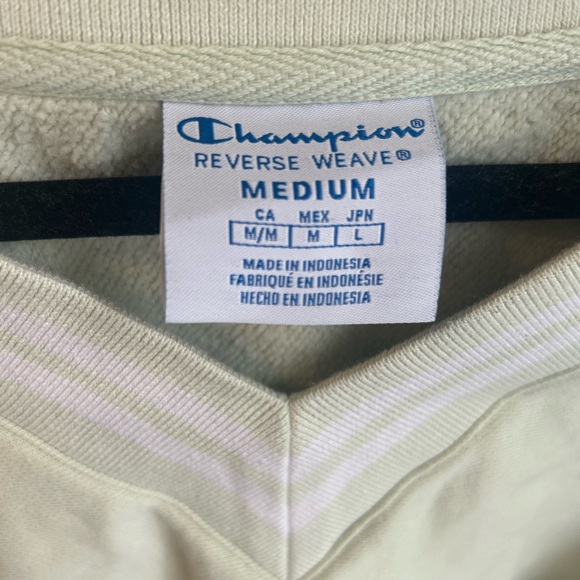 Champion®
REVERSE WEAVE®
MEDIUM
CA MEX JPN
M/M M L
MADE IN INDONESIA
FABRIQUÉ EN INDONÉSIE
HECHO EN INDONESIA